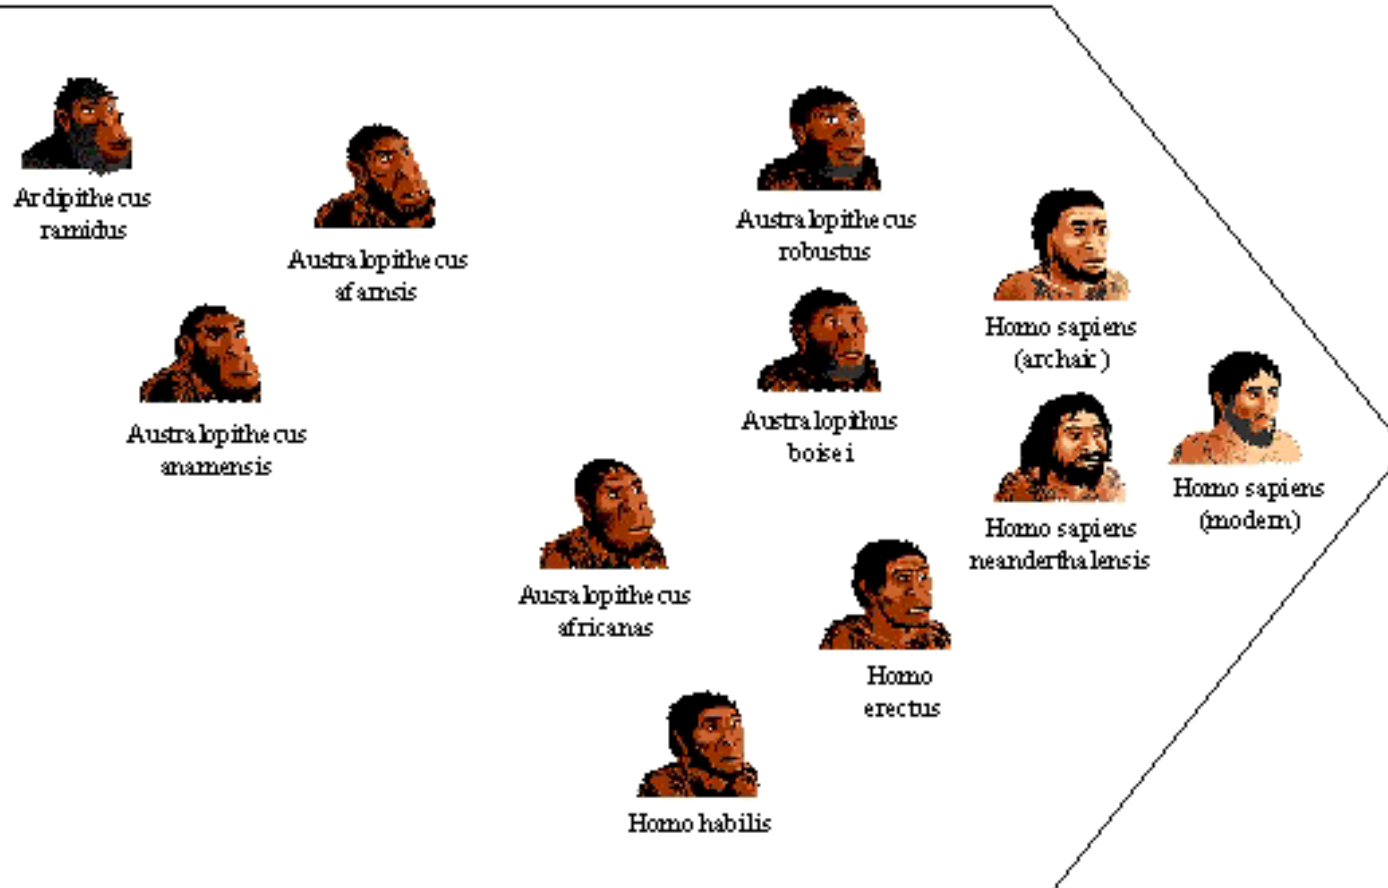 Ardipithecus
ramidus
Australopithecus
afarnsis
Australopithecus
robustus
Homo sapiens
(archaic)
Australopithecus
anamensis
Australopithus
boisei
Homo sapiens
(modern)
Homo sapiens
neanderthalensis
Ausralopithecus
africanas
Homo
erectus
Homo habilis